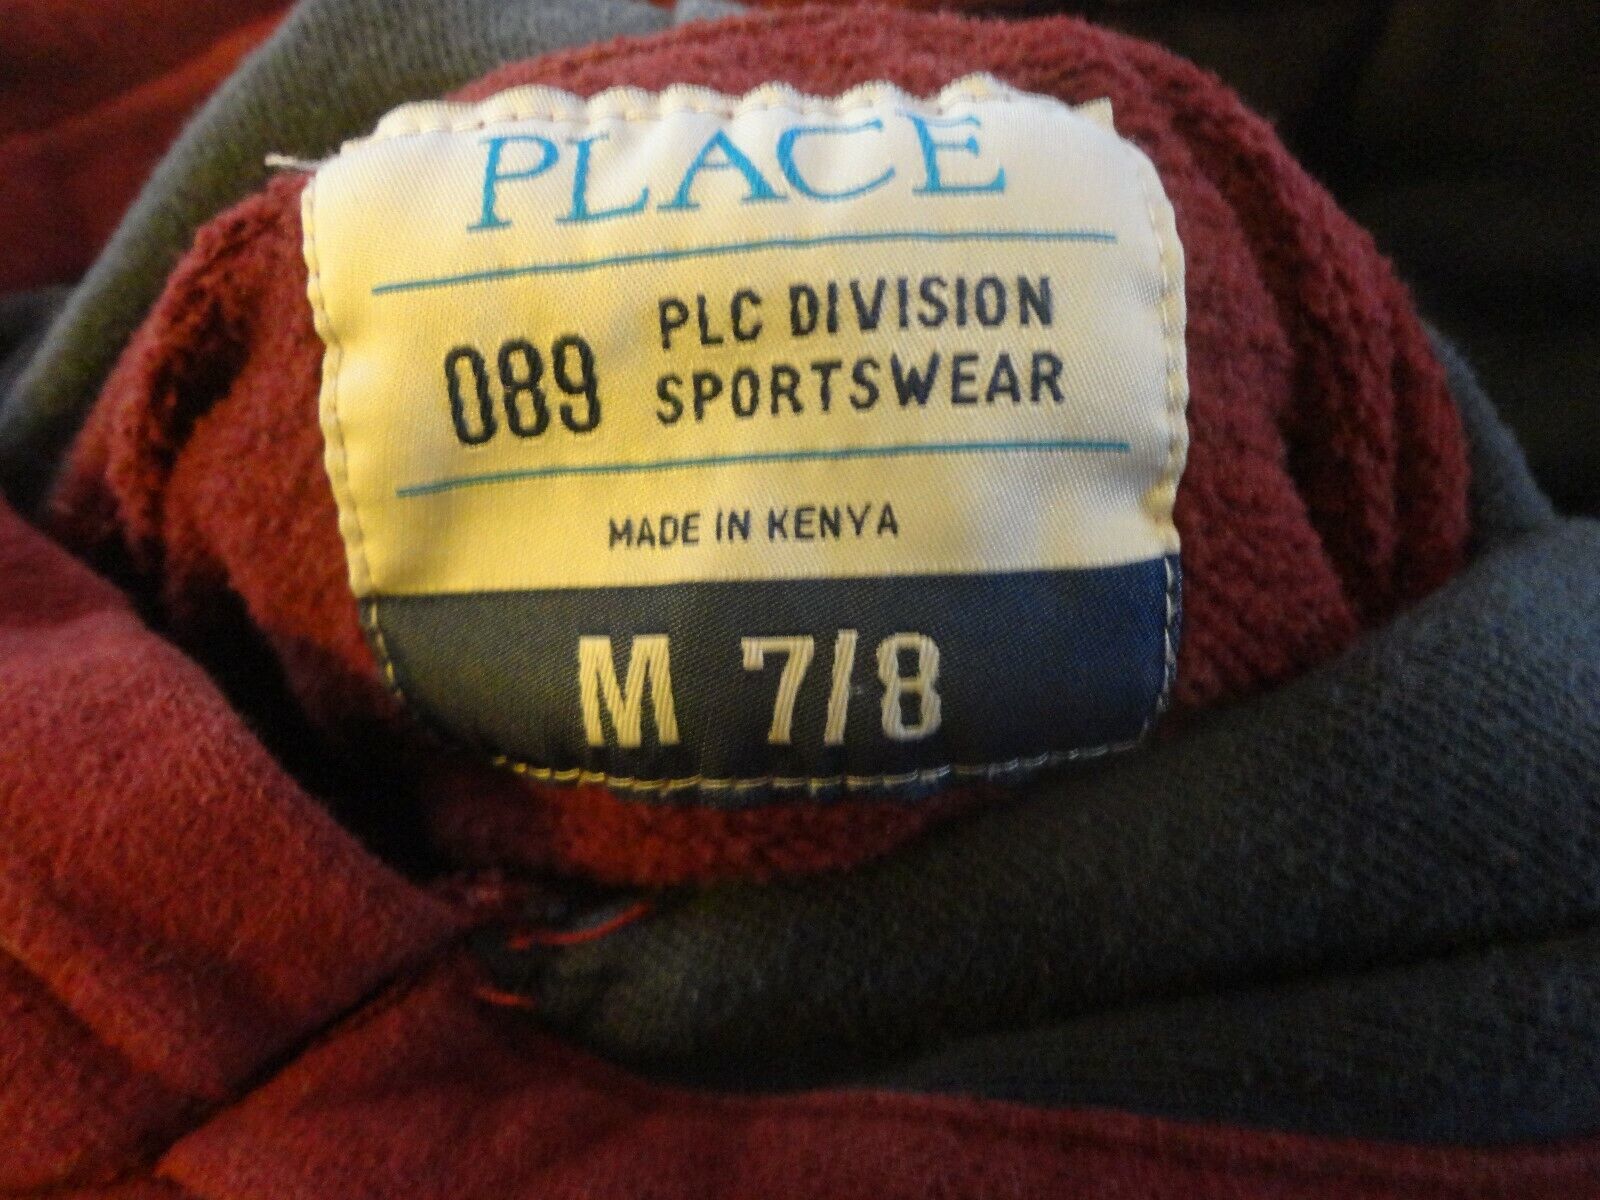 PLACE
089 PLC DIVISION
SPORTSWEAR
MADE IN KENYA
M 7/8